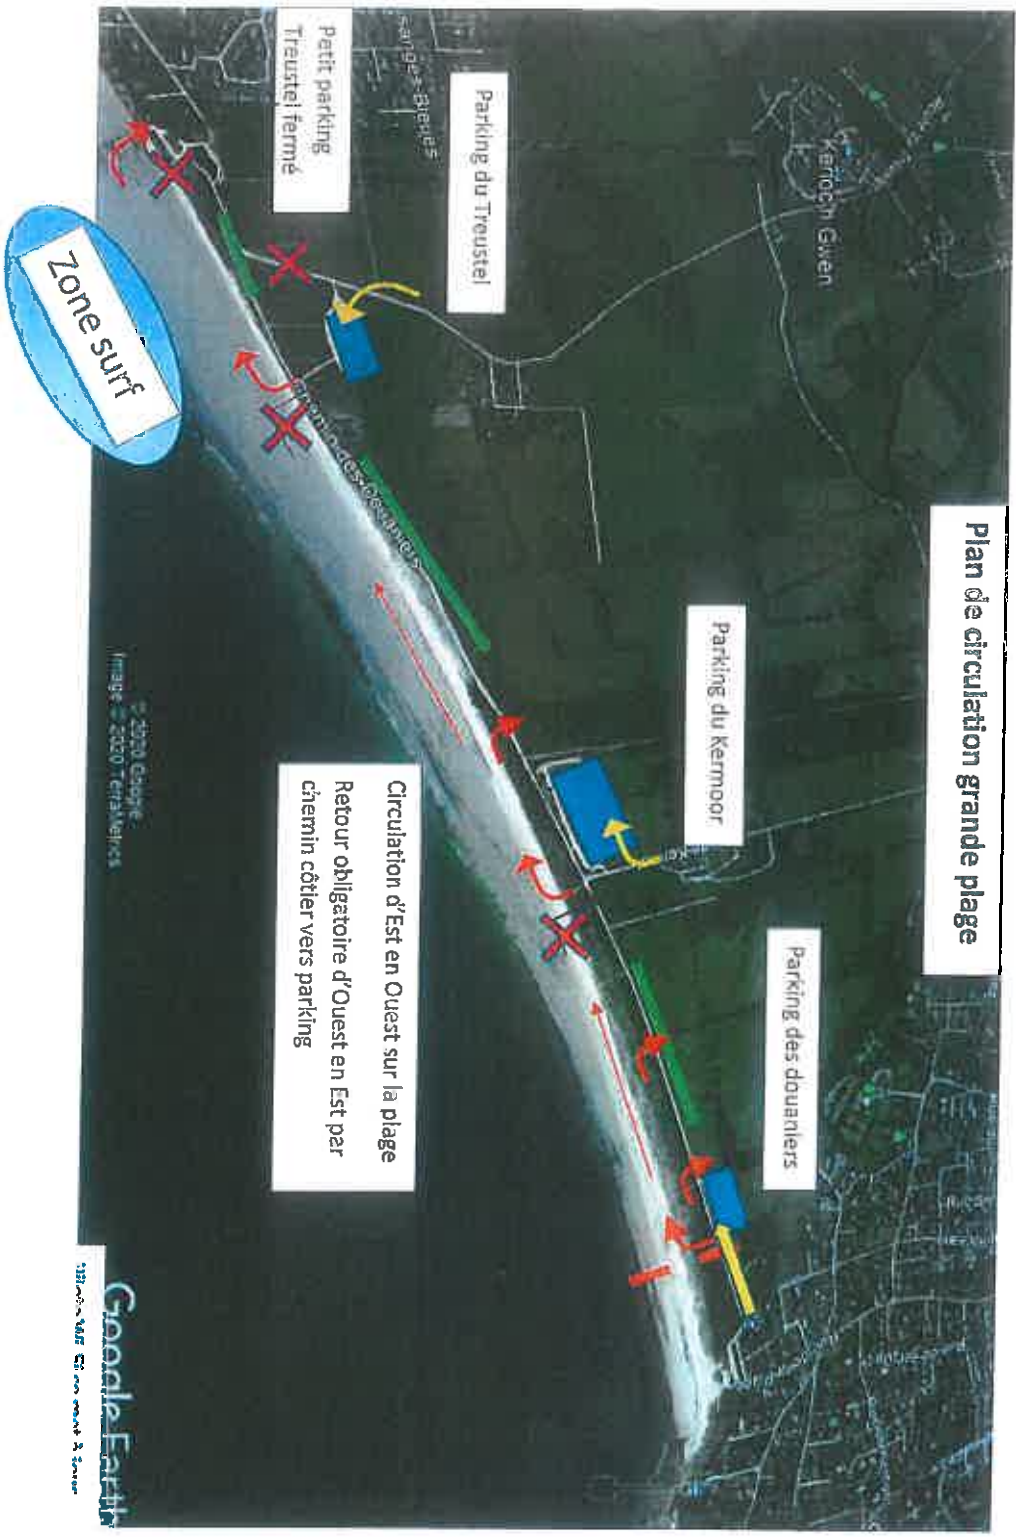 Plan de circulation grande plage
Kerroc'h Gwen
Parking du Treustel
Petit parking
Treustel fermé
Parking du Kermoor
Parking des douaniers
Chemin des Douaniers
Zone surf
Circulation d'Est en Ouest sur la plage
Retour obligatoire d'Ouest en Est par
chemin côtier vers parking
© 2020 Google
Image © 2020 TerraMetrics
Google Earth